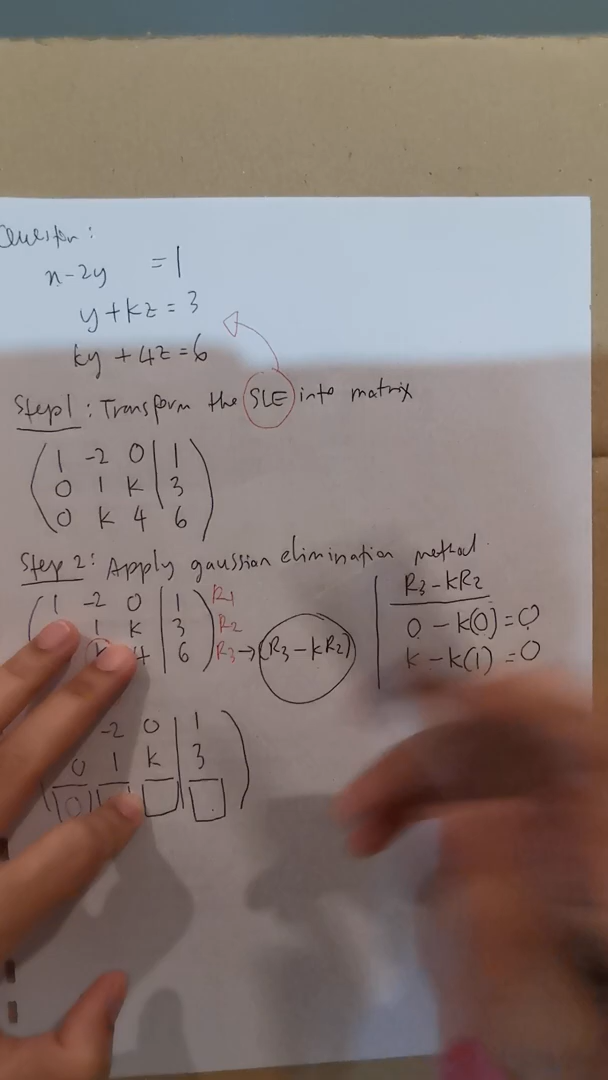 Question:
x-2y = 1
y+kz = 3
ky + 4z = 6
Step 1: Transform the SLE into matrix
1 -2 0 | 1
0 1 k | 3
0 k 4 | 6
Step 2: Apply gaussian elimination method.
1 -2 0 | 1 R1
1 k | 3 R2
k 4 | 6 R3 → (R3 - kR2)
R3 - kR2
0 - k(0) = 0
k - k(1) = 0
-2 0 | 1
0 1 k | 3
0